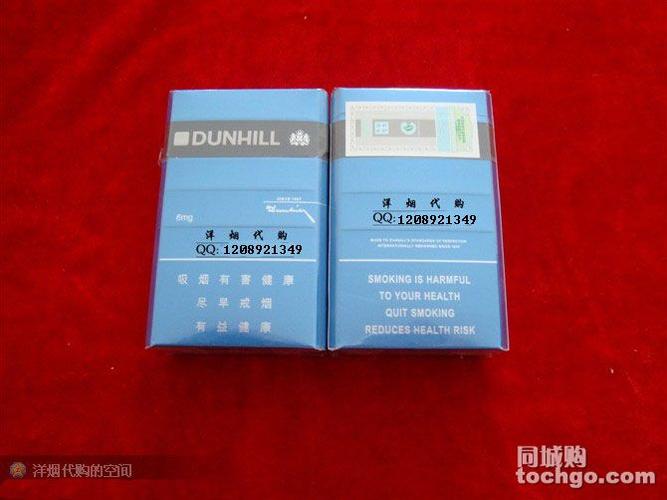 DUNHILL
SINCE 1907
6mg
洋 烟 代 购
QQ: 1208921349
吸 烟 有 害 健 康
尽 早 戒 烟
有 益 健 康
洋 烟 代 购
QQ: 1208921349
SMOKING IS HARMFUL
TO YOUR HEALTH
QUIT SMOKING
REDUCES HEALTH RISK
洋烟代购的空间
同城购
tochgo.com